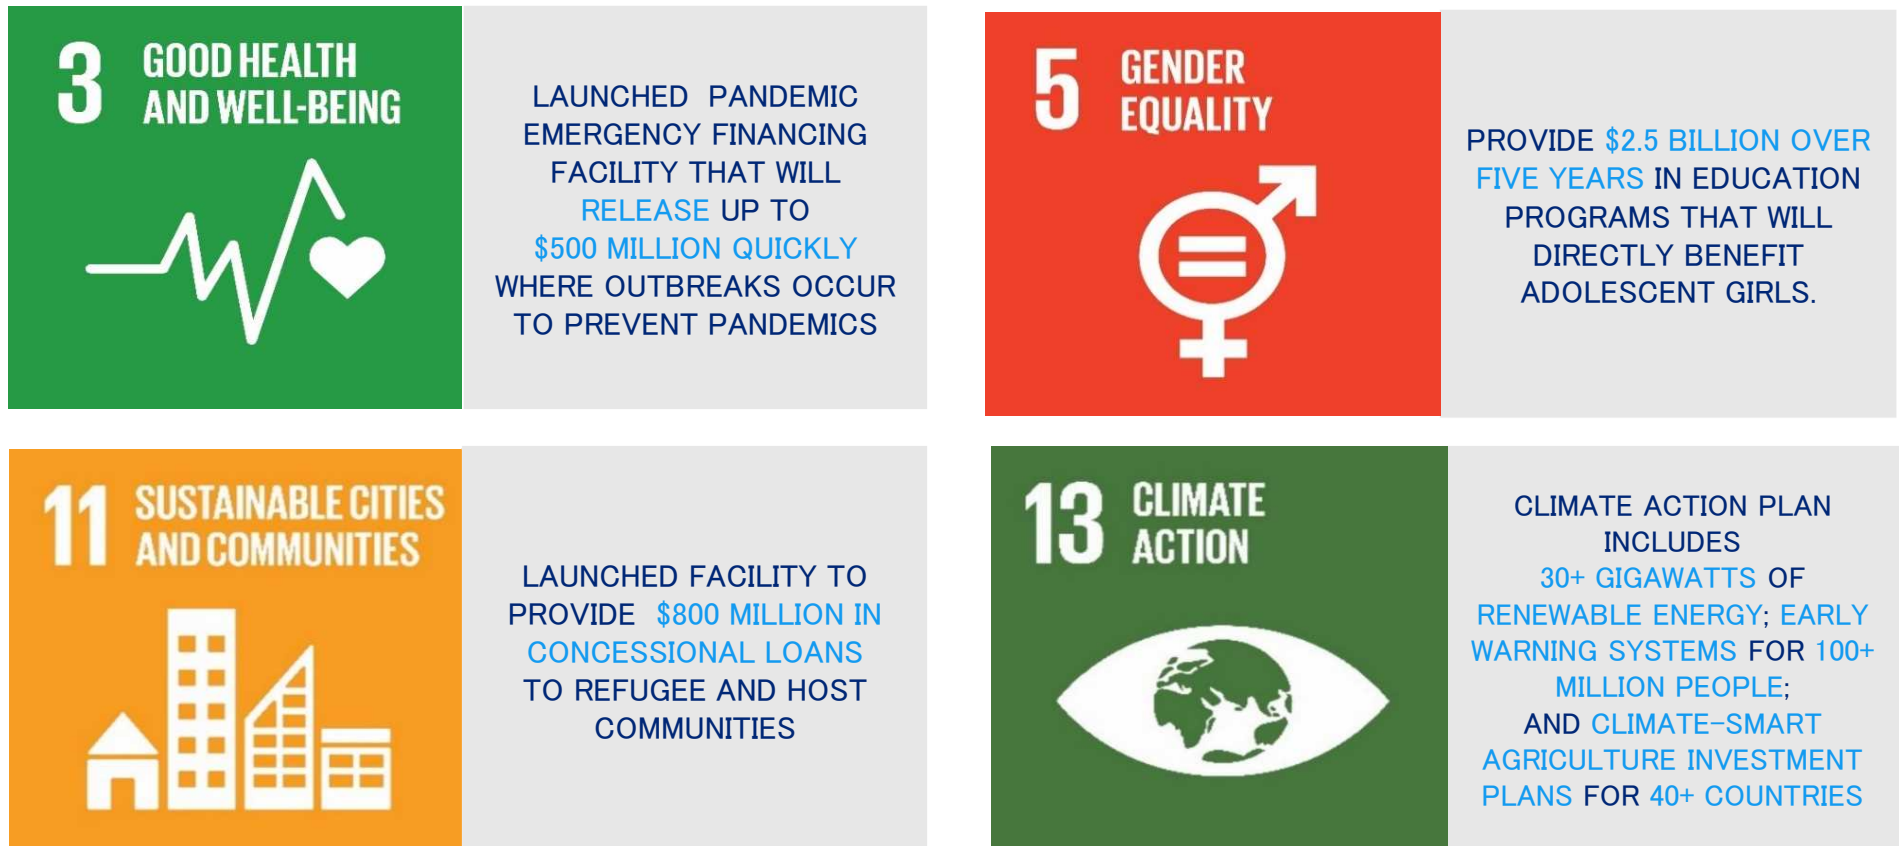 3 GOOD HEALTH
AND WELL-BEING
LAUNCHED PANDEMIC
EMERGENCY FINANCING
FACILITY THAT WILL
RELEASE UP TO
$500 MILLION QUICKLY
WHERE OUTBREAKS OCCUR
TO PREVENT PANDEMICS
5 GENDER
EQUALITY
PROVIDE $2.5 BILLION OVER
FIVE YEARS IN EDUCATION
PROGRAMS THAT WILL
DIRECTLY BENEFIT
ADOLESCENT GIRLS.
11 SUSTAINABLE CITIES
AND COMMUNITIES
LAUNCHED FACILITY TO
PROVIDE $800 MILLION IN
CONCESSIONAL LOANS
TO REFUGEE AND HOST
COMMUNITIES
13 CLIMATE
ACTION
CLIMATE ACTION PLAN
INCLUDES
30+ GIGAWATTS OF
RENEWABLE ENERGY; EARLY
WARNING SYSTEMS FOR 100+
MILLION PEOPLE;
AND CLIMATE-SMART
AGRICULTURE INVESTMENT
PLANS FOR 40+ COUNTRIES